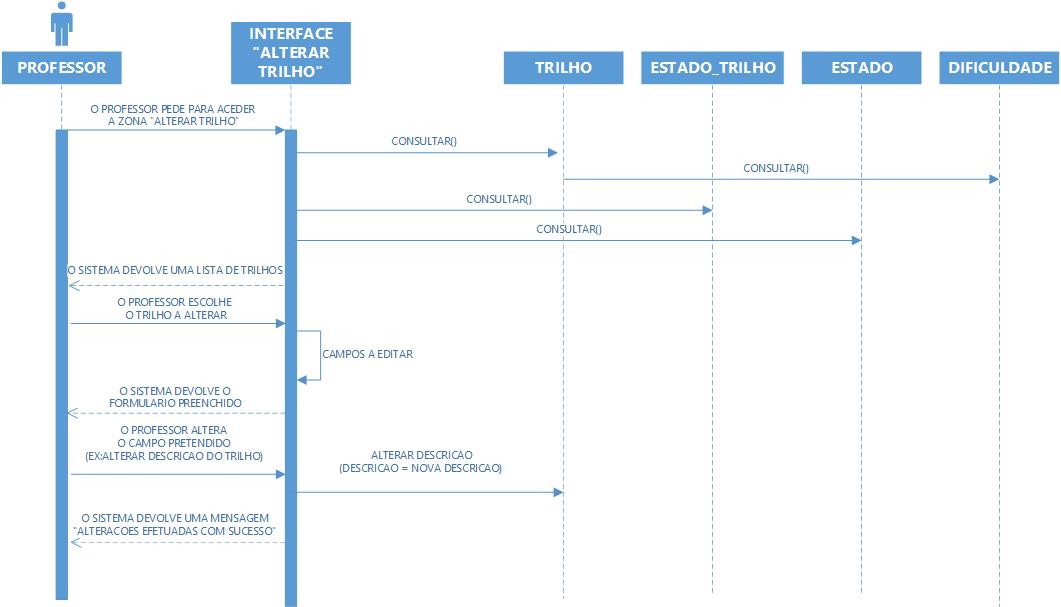 PROFESSOR
INTERFACE
"ALTERAR
TRILHO"
TRILHO
ESTADO_TRILHO
ESTADO
DIFICULDADE
O PROFESSOR PEDE PARA ACEDER
A ZONA "ALTERAR TRILHO"
CONSULTAR()
CONSULTAR()
CONSULTAR()
CONSULTAR()
O SISTEMA DEVOLVE UMA LISTA DE TRILHOS
O PROFESSOR ESCOLHE
O TRILHO A ALTERAR
CAMPOS A EDITAR
O SISTEMA DEVOLVE O
FORMULARIO PREENCHIDO
O PROFESSOR ALTERA
O CAMPO PRETENDIDO
(EX:ALTERAR DESCRICAO DO TRILHO)
ALTERAR DESCRICAO
(DESCRICAO = NOVA DESCRICAO)
O SISTEMA DEVOLVE UMA MENSAGEM
"ALTERACOES EFETUADAS COM SUCESSO"